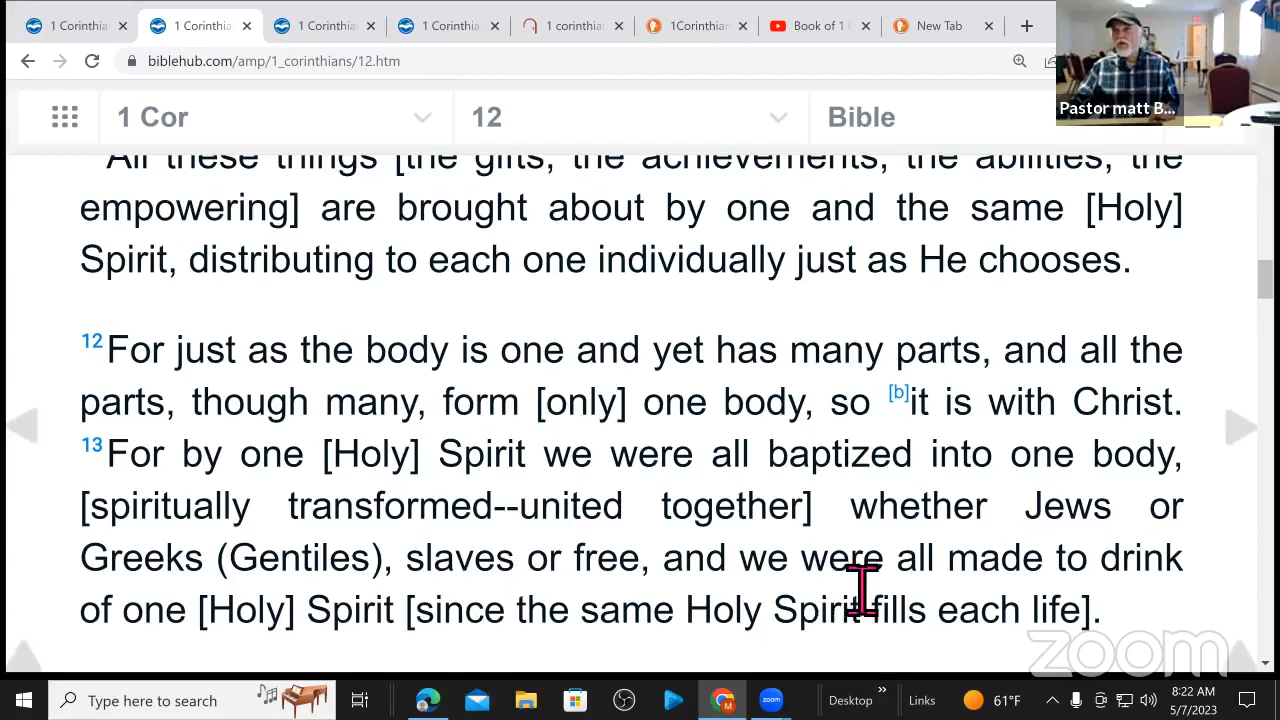 1 Corinthian
1 Corinthian
1 Corinthian
1 Corinthian
1 corinthian
1Corinthian
Book of 1
New Tab
biblehub.com/amp/1_corinthians/12.htm
Pastor matt B...
1 Cor
12
Bible
All these things [the gifts, the achievements, the abilities, the
empowering] are brought about by one and the same [Holy]
Spirit, distributing to each one individually just as He chooses.
12 For just as the body is one and yet has many parts, and all the
parts, though many, form [only] one body, so [b]it is with Christ.
13 For by one [Holy] Spirit we were all baptized into one body,
[spiritually transformed--united together] whether Jews or
Greeks (Gentiles), slaves or free, and we were all made to drink
of one [Holy] Spirit [since the same Holy Spirit fills each life].
zoom
Type here to search
zoom
Desktop
Links
61°F
8:22 AM
5/7/2023